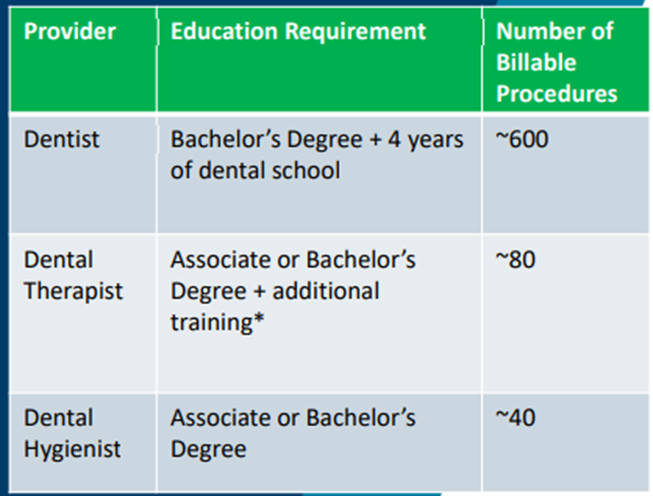 Provider
Education Requirement
Number of
Billable
Procedures
Dentist
Bachelor’s Degree + 4 years
of dental school
~600
Dental
Therapist
Associate or Bachelor’s
Degree + additional
training*
~80
Dental
Hygienist
Associate or Bachelor’s
Degree
~40